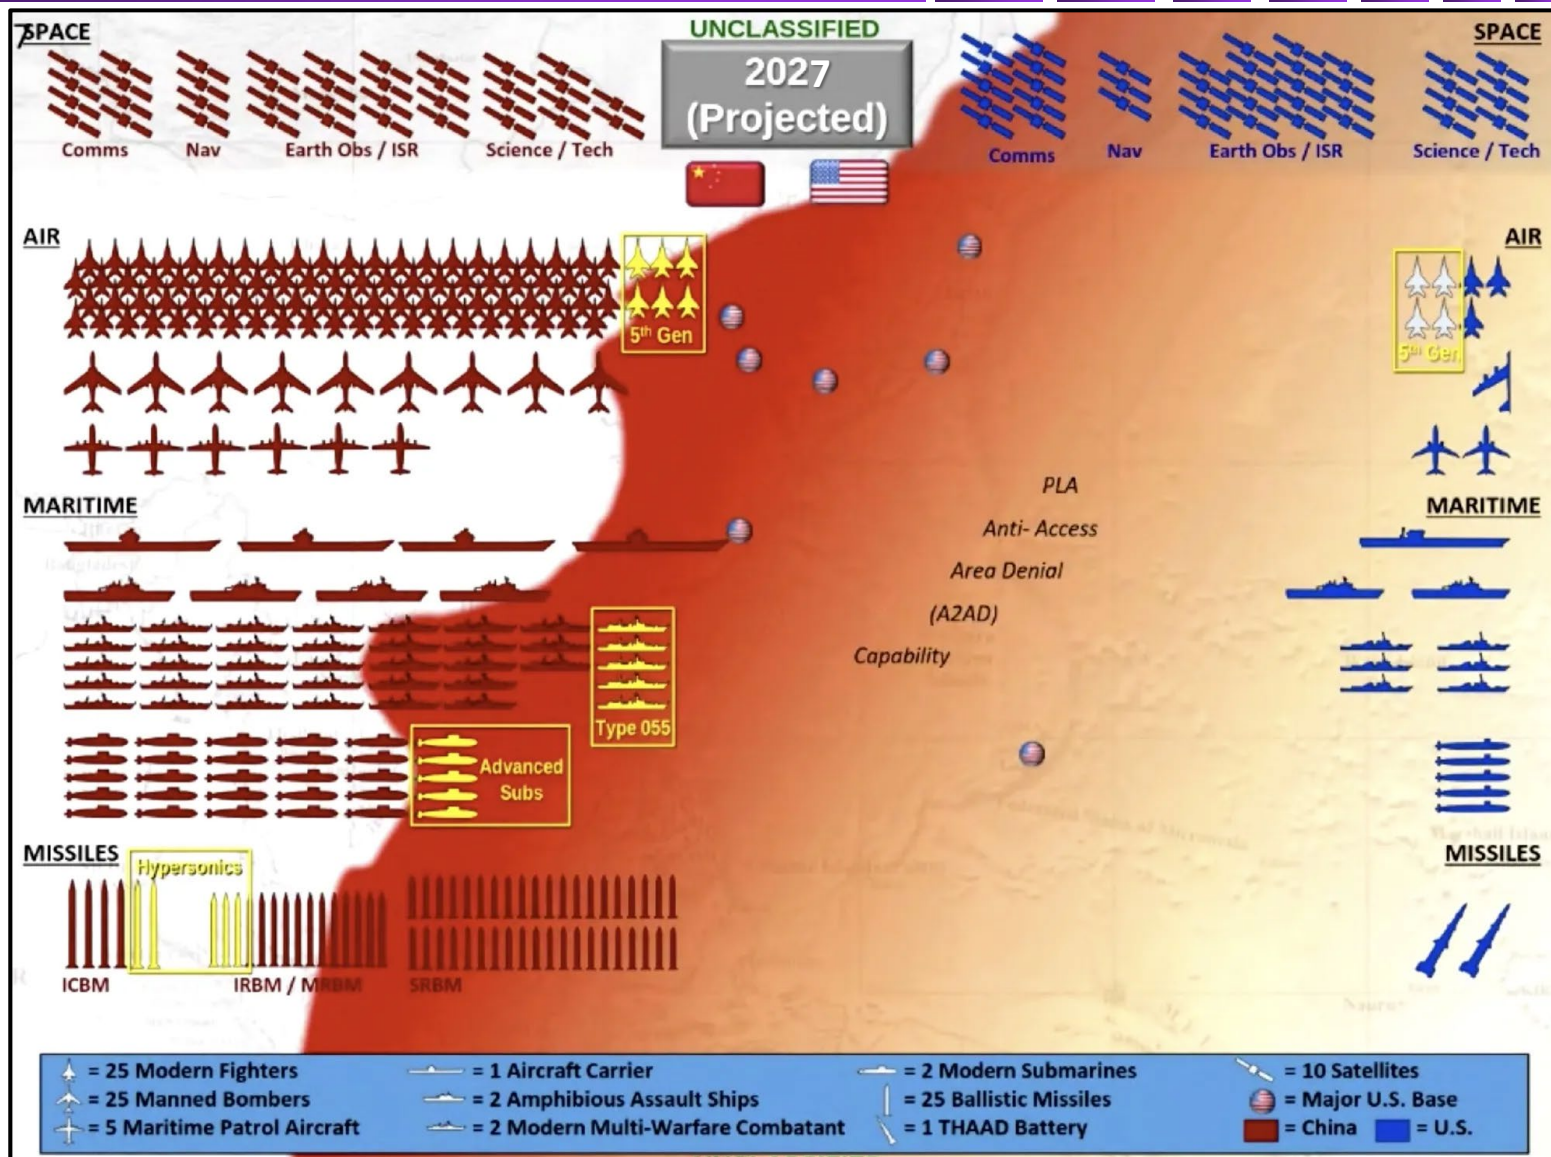 7
SPACE
UNCLASSIFIED
2027
(Projected)
SPACE
Comms
Nav
Earth Obs / ISR
Science / Tech
Comms
Nav
Earth Obs / ISR
Science / Tech
AIR
AIR
5th Gen
5th Gen
MARITIME
MARITIME
PLA
Anti- Access
Area Denial
(A2AD)
Capability
Type 055
Advanced
Subs
MISSILES
MISSILES
Hypersonics
ICBM
IRBM / MRBM
SRBM
= 25 Modern Fighters
= 25 Manned Bombers
= 5 Maritime Patrol Aircraft
= 1 Aircraft Carrier
= 2 Amphibious Assault Ships
= 2 Modern Multi-Warfare Combatant
= 2 Modern Submarines
= 25 Ballistic Missiles
= 1 THAAD Battery
= 10 Satellites
= Major U.S. Base
= China
= U.S.